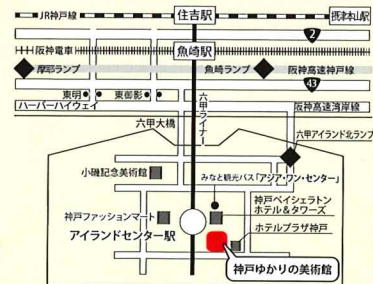 JR神戸線
住吉駅
摂津本山駅
2
阪神電車
魚崎駅
摩耶ランプ
魚崎ランプ
阪神高速神戸線
43
東明
東御影
ハーバーハイウェイ
六甲ライナー
阪神高速湾岸線
六甲大橋
六甲アイランド北ランプ
小磯記念美術館
みなと観光バス「アジア・ワン・センター」
神戸ファッションマート
神戸ベイシェラトン
ホテル&タワーズ
アイランドセンター駅
ホテルプラザ神戸
神戸ゆかりの美術館